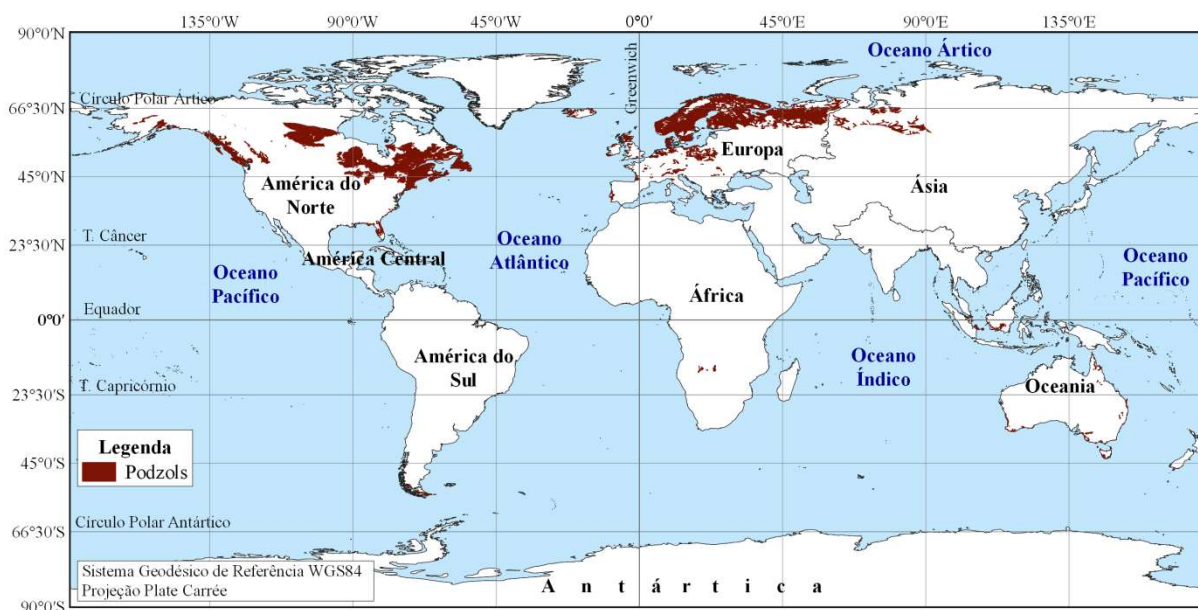 135°0'W 90°0'W 45°0'W 0°0' 45°0'E 90°0'E 135°0'E
90°0'N
Oceano Ártico
Greenwich
66°30'N
Círculo Polar Ártico
Europa
45°0'N
América do
Norte
Ásia
T. Câncer
23°30'N
Oceano
Atlântico
América Central
Oceano
Pacífico
Oceano
Pacífico
África
Equador
0°0'
América do
Sul
Oceano
Índico
Oceania
T. Capricórnio
23°30'S
Legenda
Podzols
45°0'S
Círculo Polar Antártico
66°30'S
Sistema Geodésico de Referência WGS84
Projeção Plate Carrée
Antártica
90°0'S